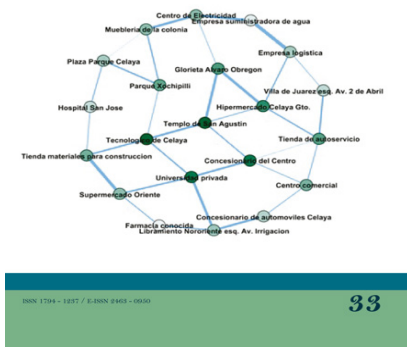 Centro de Electricidad
Empresa suministradora de agua
Muebleria de la colonia
Empresa logistica
Plaza Parque Celaya
Glorieta Alvaro Obregon
Parque Xochipilli
Villa de Juarez esq. Av. 2 de Abril
Hospital San Jose
Hipermercado Celaya Gto.
Templo de San Agustin
Tecnologico de Celaya
Tienda de autoservicio
Tienda materiales para construccion
Concesionario del Centro
Universidad privada
Centro comercial
Supermercado Oriente
Concesionario de automoviles Celaya
Farmacia conocida
Libramiento Nororiente esq. Av. Irrigacion
ISSN 1794 - 1237 / E-ISSN 2463 - 0950
33